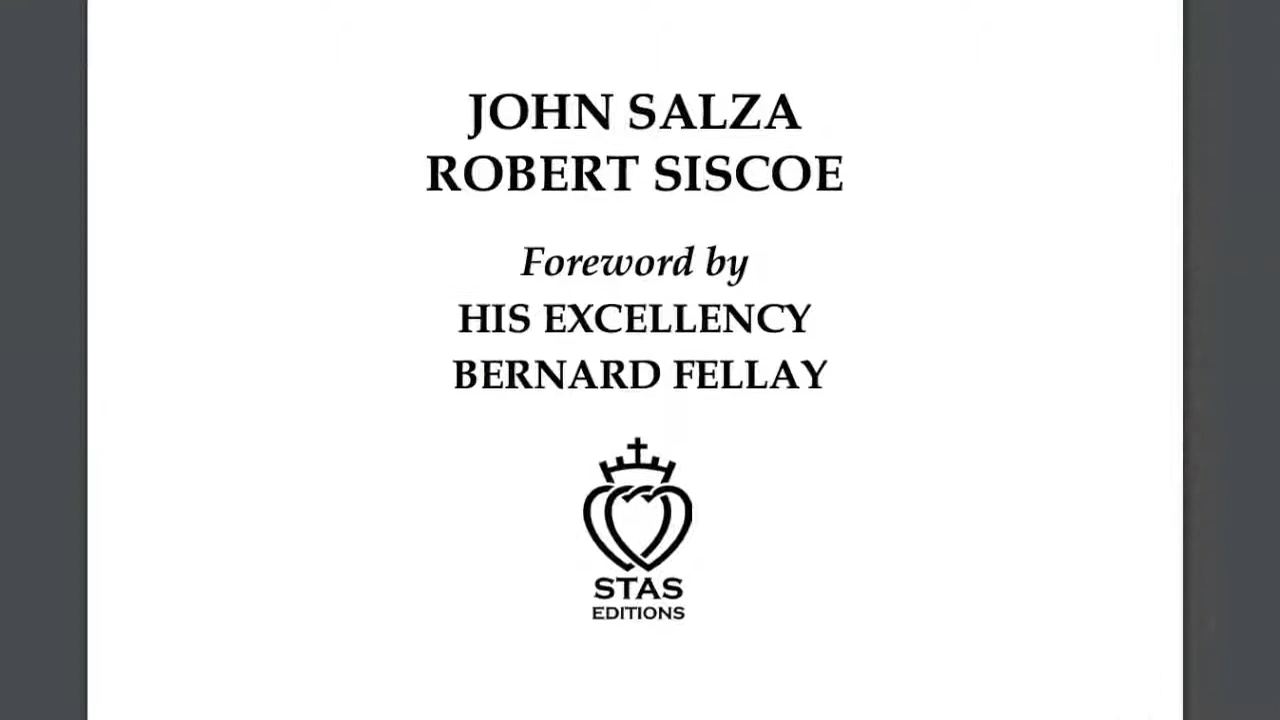 JOHN SALZA
ROBERT SISCOE
Foreword by
HIS EXCELLENCY
BERNARD FELLAY
STAS
EDITIONS